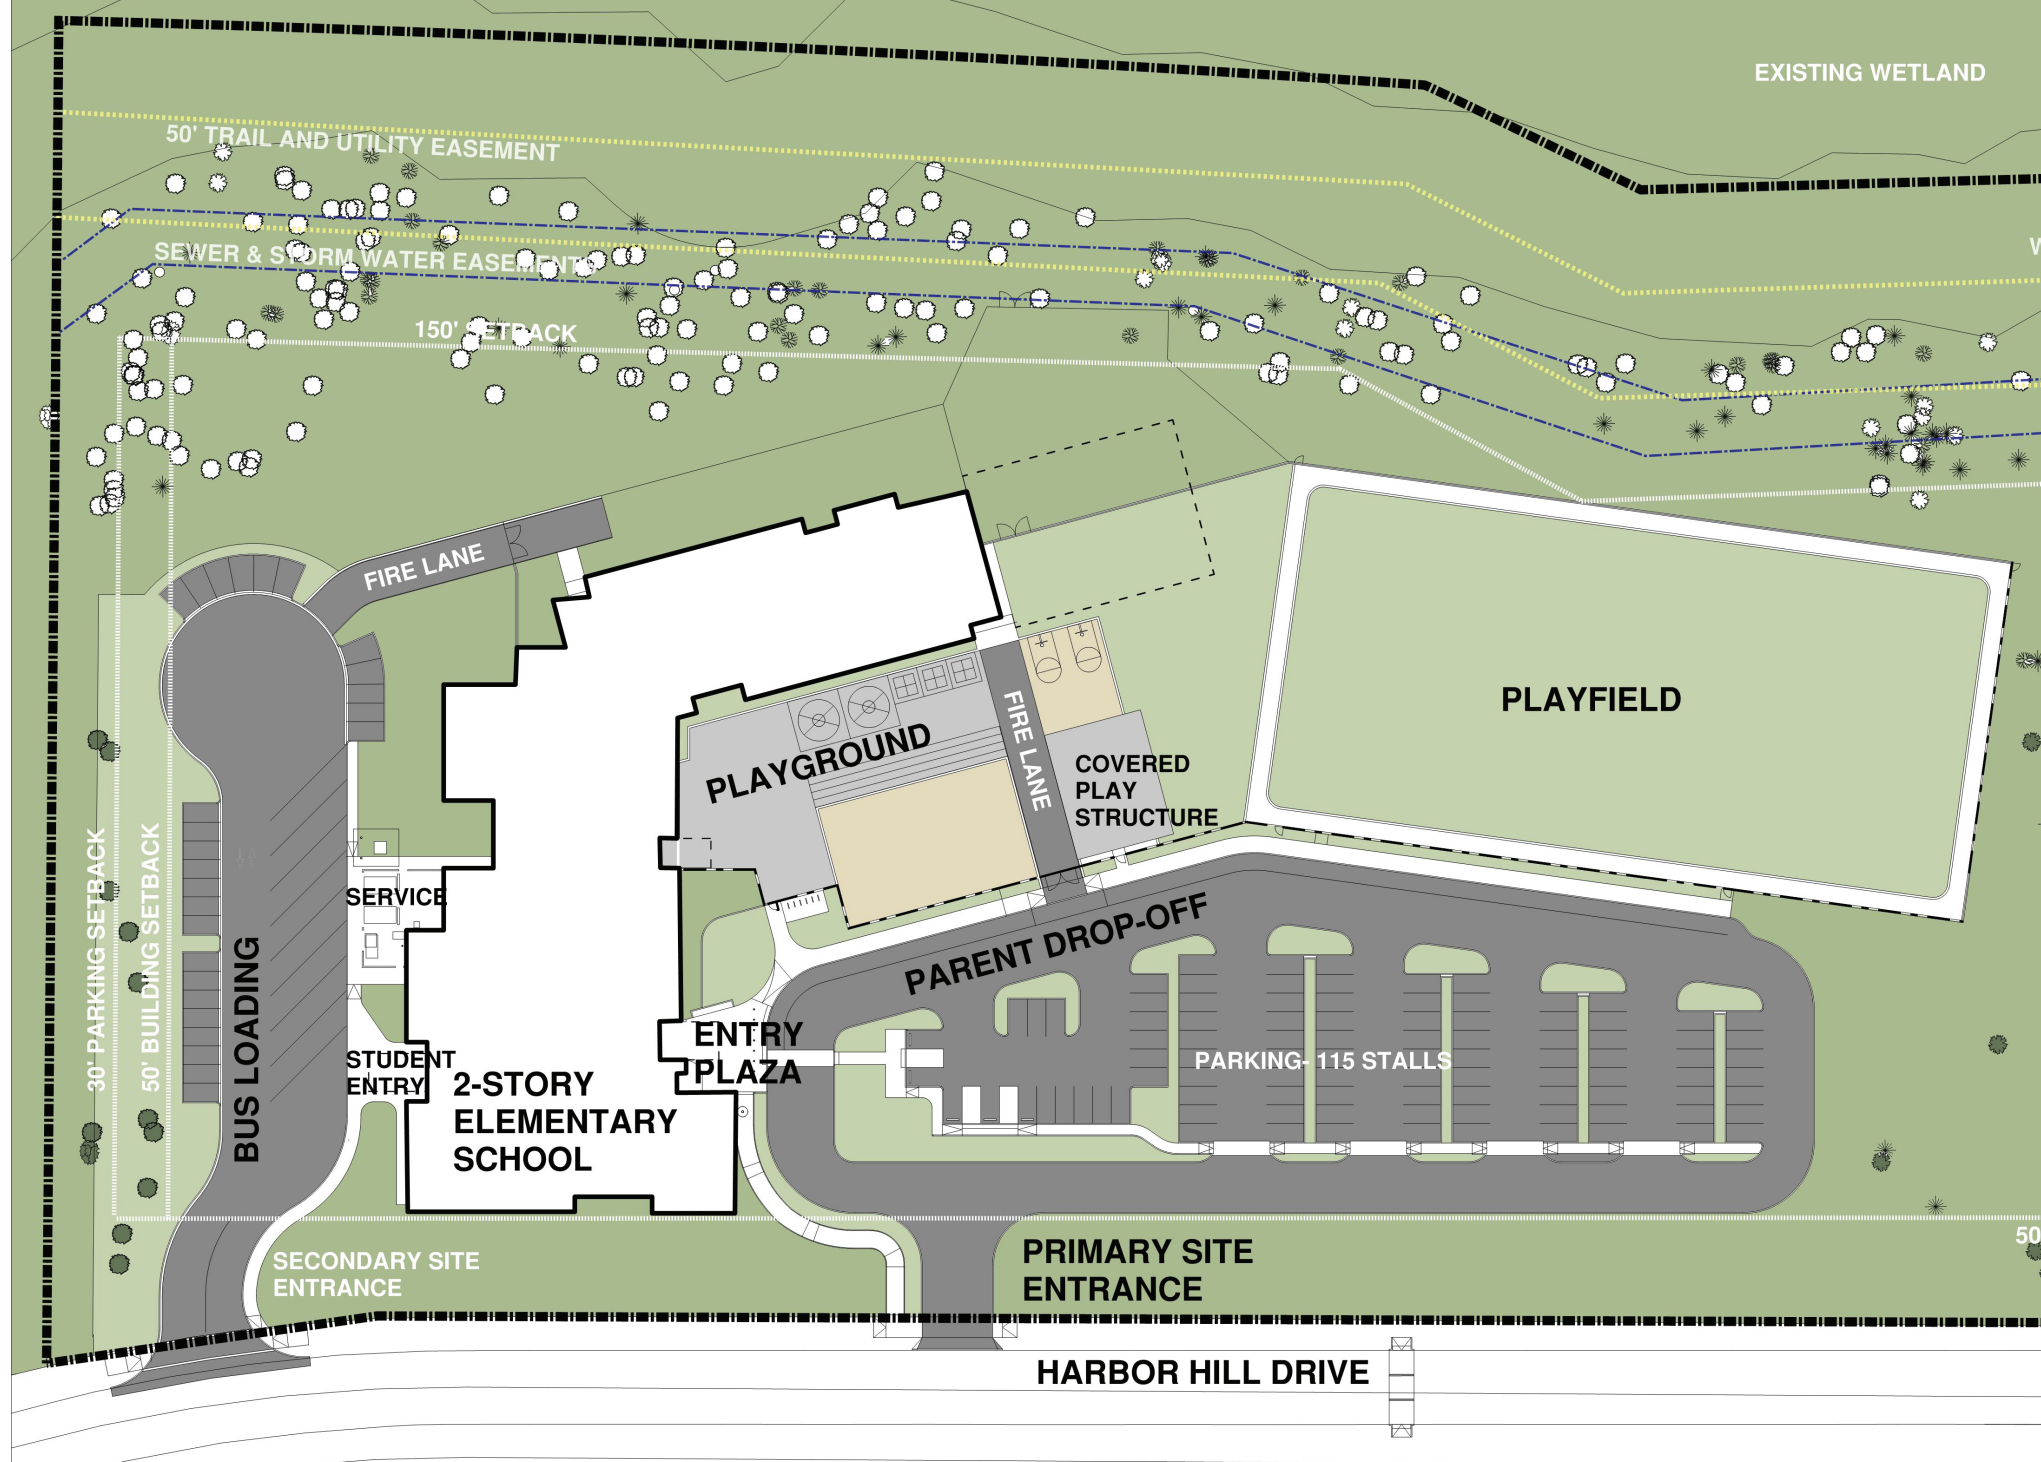 EXISTING WETLAND
50' TRAIL AND UTILITY EASEMENT
W
SEWER & STORM WATER EASEMENTS
150' SETBACK
FIRE LANE
PLAYFIELD
PLAYGROUND
FIRE LANE
COVERED
PLAY
STRUCTURE
30' PARKING SETBACK
50' BUILDING SETBACK
SERVICE
BUS LOADING
PARENT DROP-OFF
ENTRY
PLAZA
STUDENT
ENTRY
2-STORY
ELEMENTARY
SCHOOL
PARKING- 115 STALLS
50
SECONDARY SITE
ENTRANCE
PRIMARY SITE
ENTRANCE
HARBOR HILL DRIVE